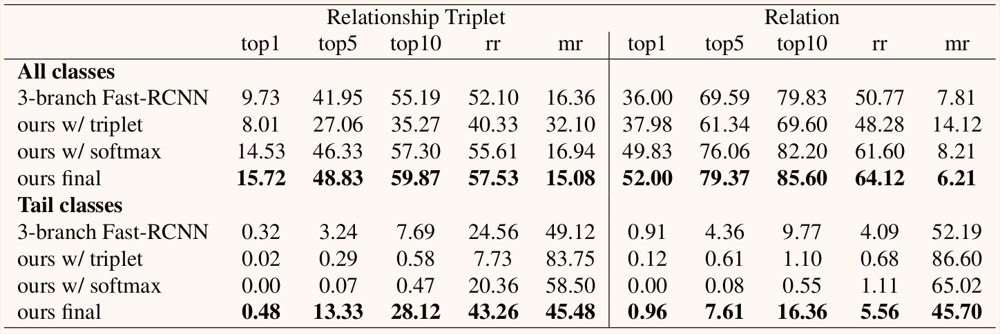 Relationship Triplet Relation
top1 top5 top10 rr mr top1 top5 top10 rr mr
All classes
3-branch Fast-RCNN 9.73 41.95 55.19 52.10 16.36 36.00 69.59 79.83 50.77 7.81
ours w/ triplet 8.01 27.06 35.27 40.33 32.10 37.98 61.34 69.60 48.28 14.12
ours w/ softmax 14.53 46.33 57.30 55.61 16.94 49.83 76.06 82.20 61.60 8.21
ours final 15.72 48.83 59.87 57.53 15.08 52.00 79.37 85.60 64.12 6.21
Tail classes
3-branch Fast-RCNN 0.32 3.24 7.69 24.56 49.12 0.91 4.36 9.77 4.09 52.19
ours w/ triplet 0.02 0.29 0.58 7.73 83.75 0.12 0.61 1.10 0.68 86.60
ours w/ softmax 0.00 0.07 0.47 20.36 58.50 0.00 0.08 0.55 1.11 65.02
ours final 0.48 13.33 28.12 43.26 45.48 0.96 7.61 16.36 5.56 45.70